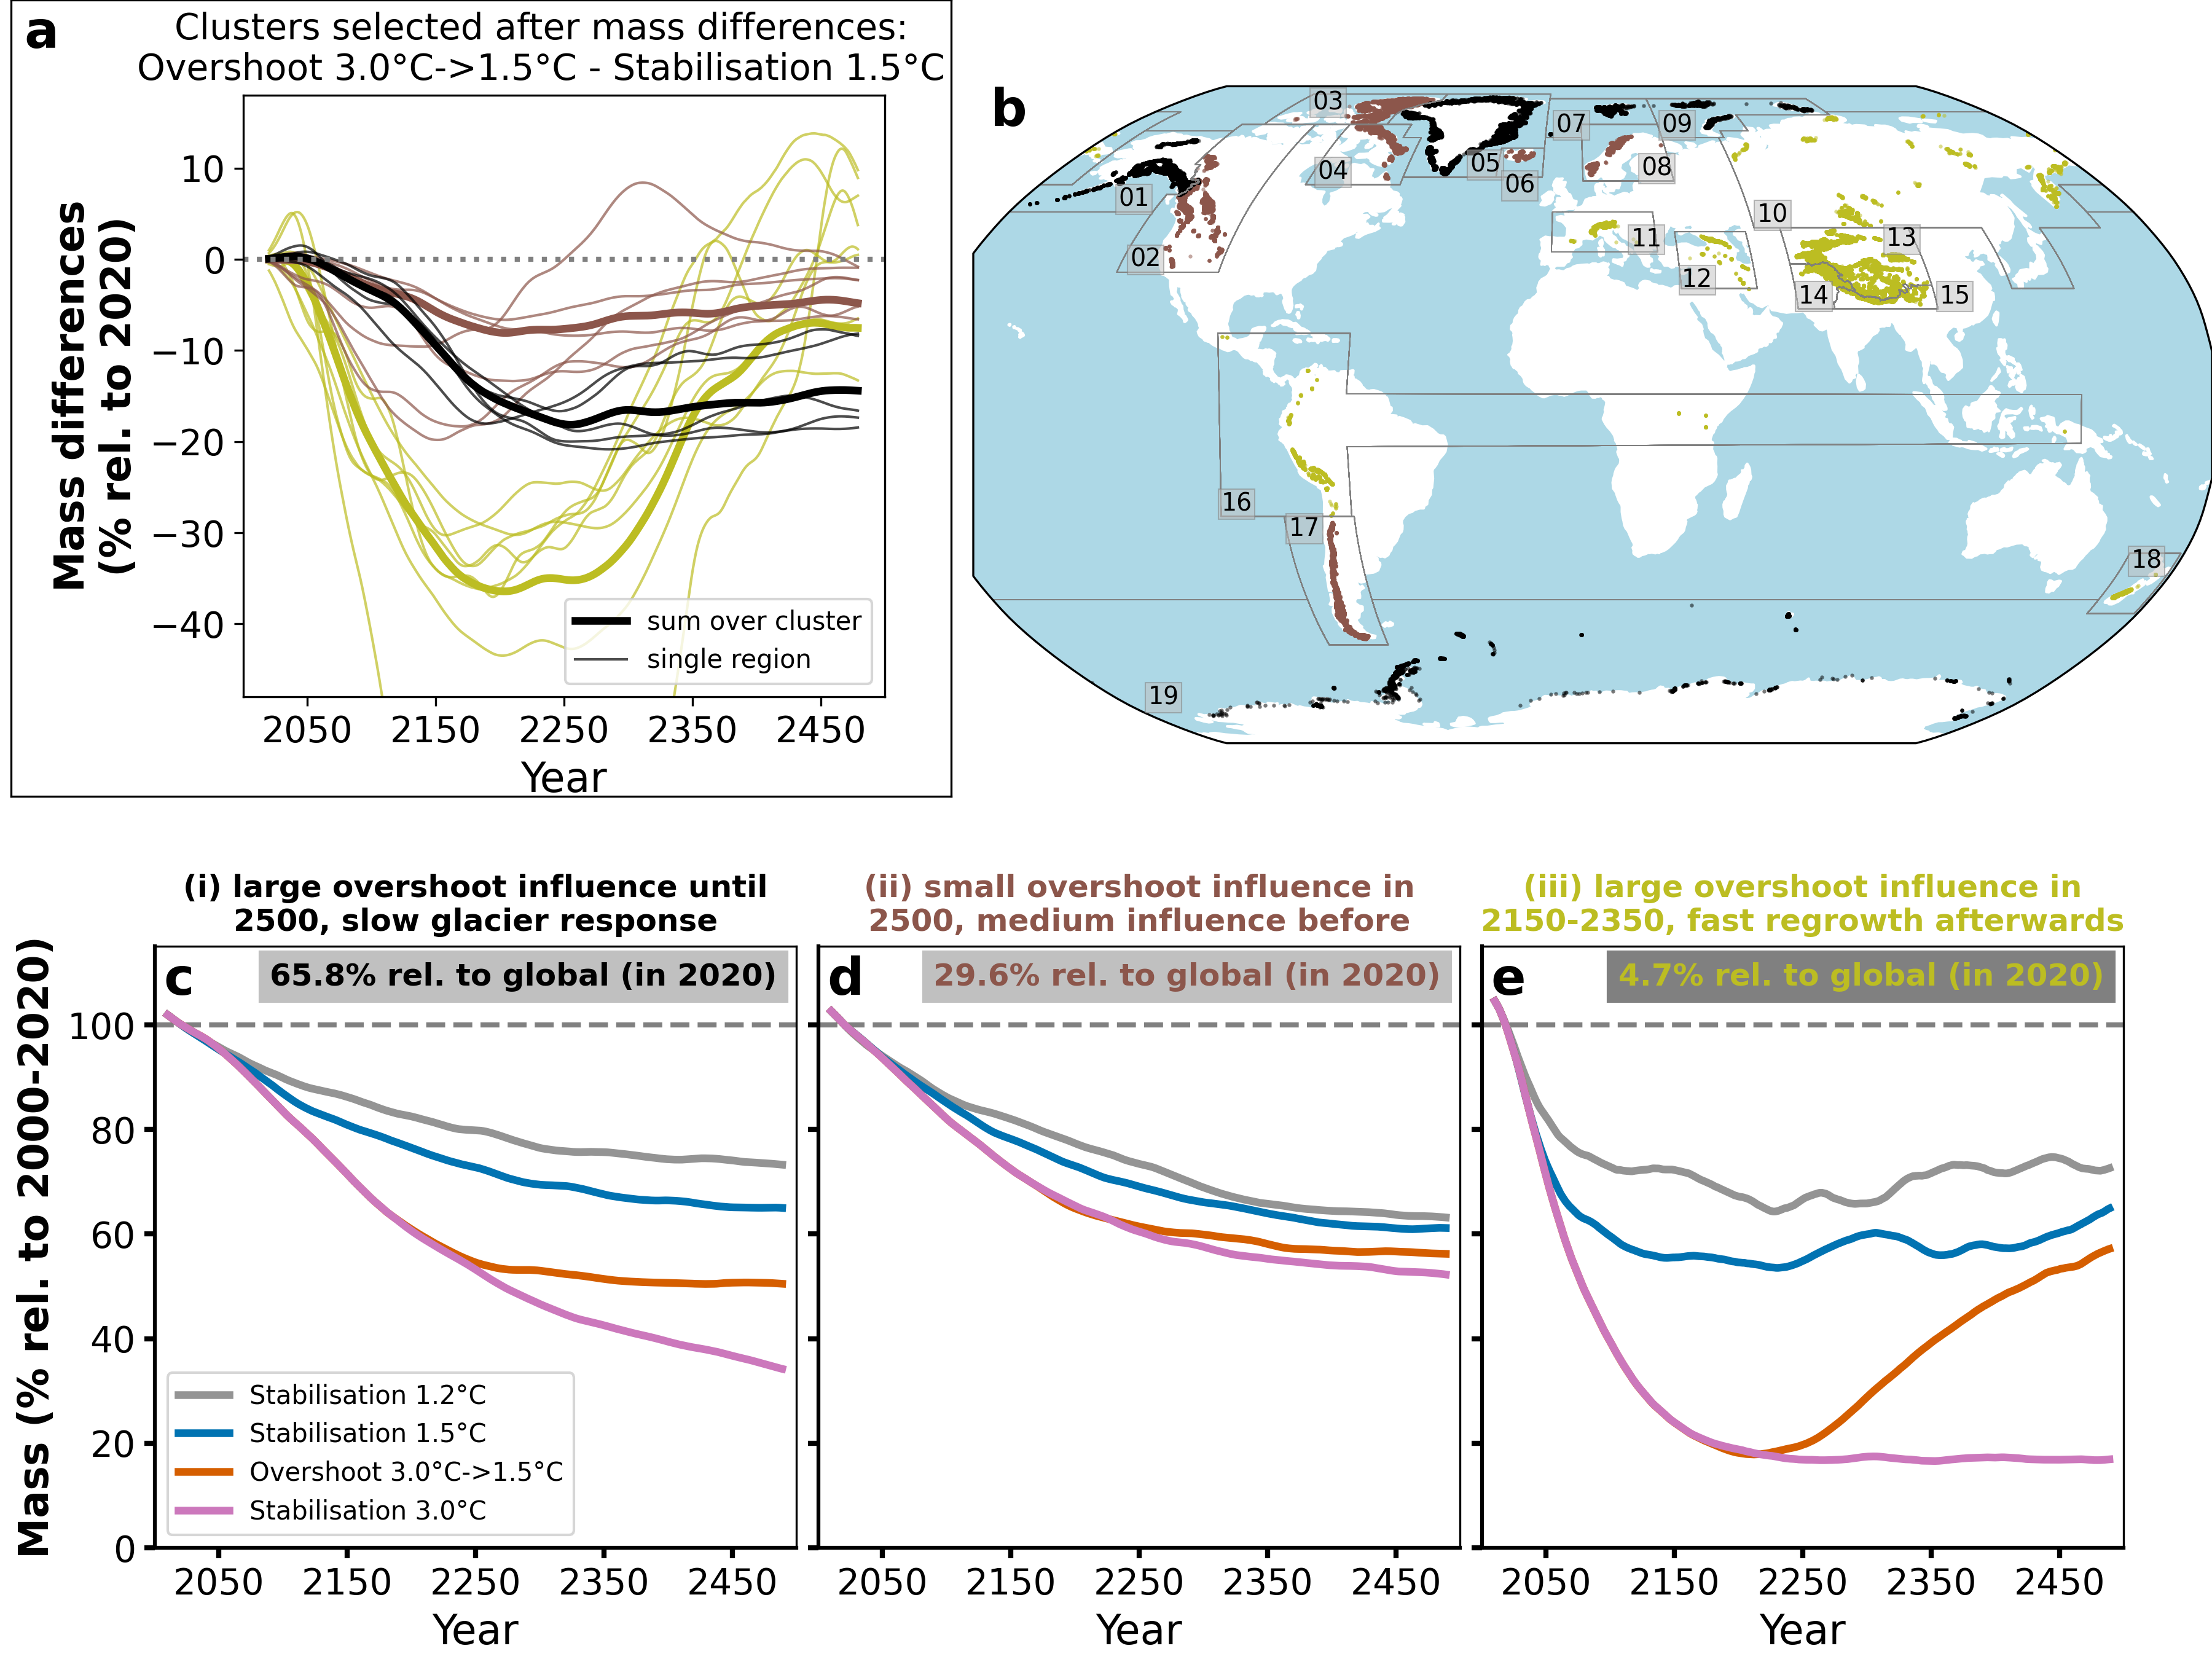 a
Clusters selected after mass differences:
Overshoot 3.0°C->1.5°C - Stabilisation 1.5°C
Mass differences
(% rel. to 2020)
10
0
−10
−20
−30
−40
sum over cluster
single region
2050 2150 2250 2350 2450
Year
b
03
07
09
04
05
08
06
01
10
13
02
11
12
14
15
16
17
18
19
(i) large overshoot influence until
2500, slow glacier response
(ii) small overshoot influence in
2500, medium influence before
(iii) large overshoot influence in
2150-2350, fast regrowth afterwards
Mass (% rel. to 2000-2020)
c
65.8% rel. to global (in 2020)
100
80
60
40
20
0
Stabilisation 1.2°C
Stabilisation 1.5°C
Overshoot 3.0°C->1.5°C
Stabilisation 3.0°C
2050 2150 2250 2350 2450
Year
d
29.6% rel. to global (in 2020)
2050 2150 2250 2350 2450
Year
e
4.7% rel. to global (in 2020)
2050 2150 2250 2350 2450
Year